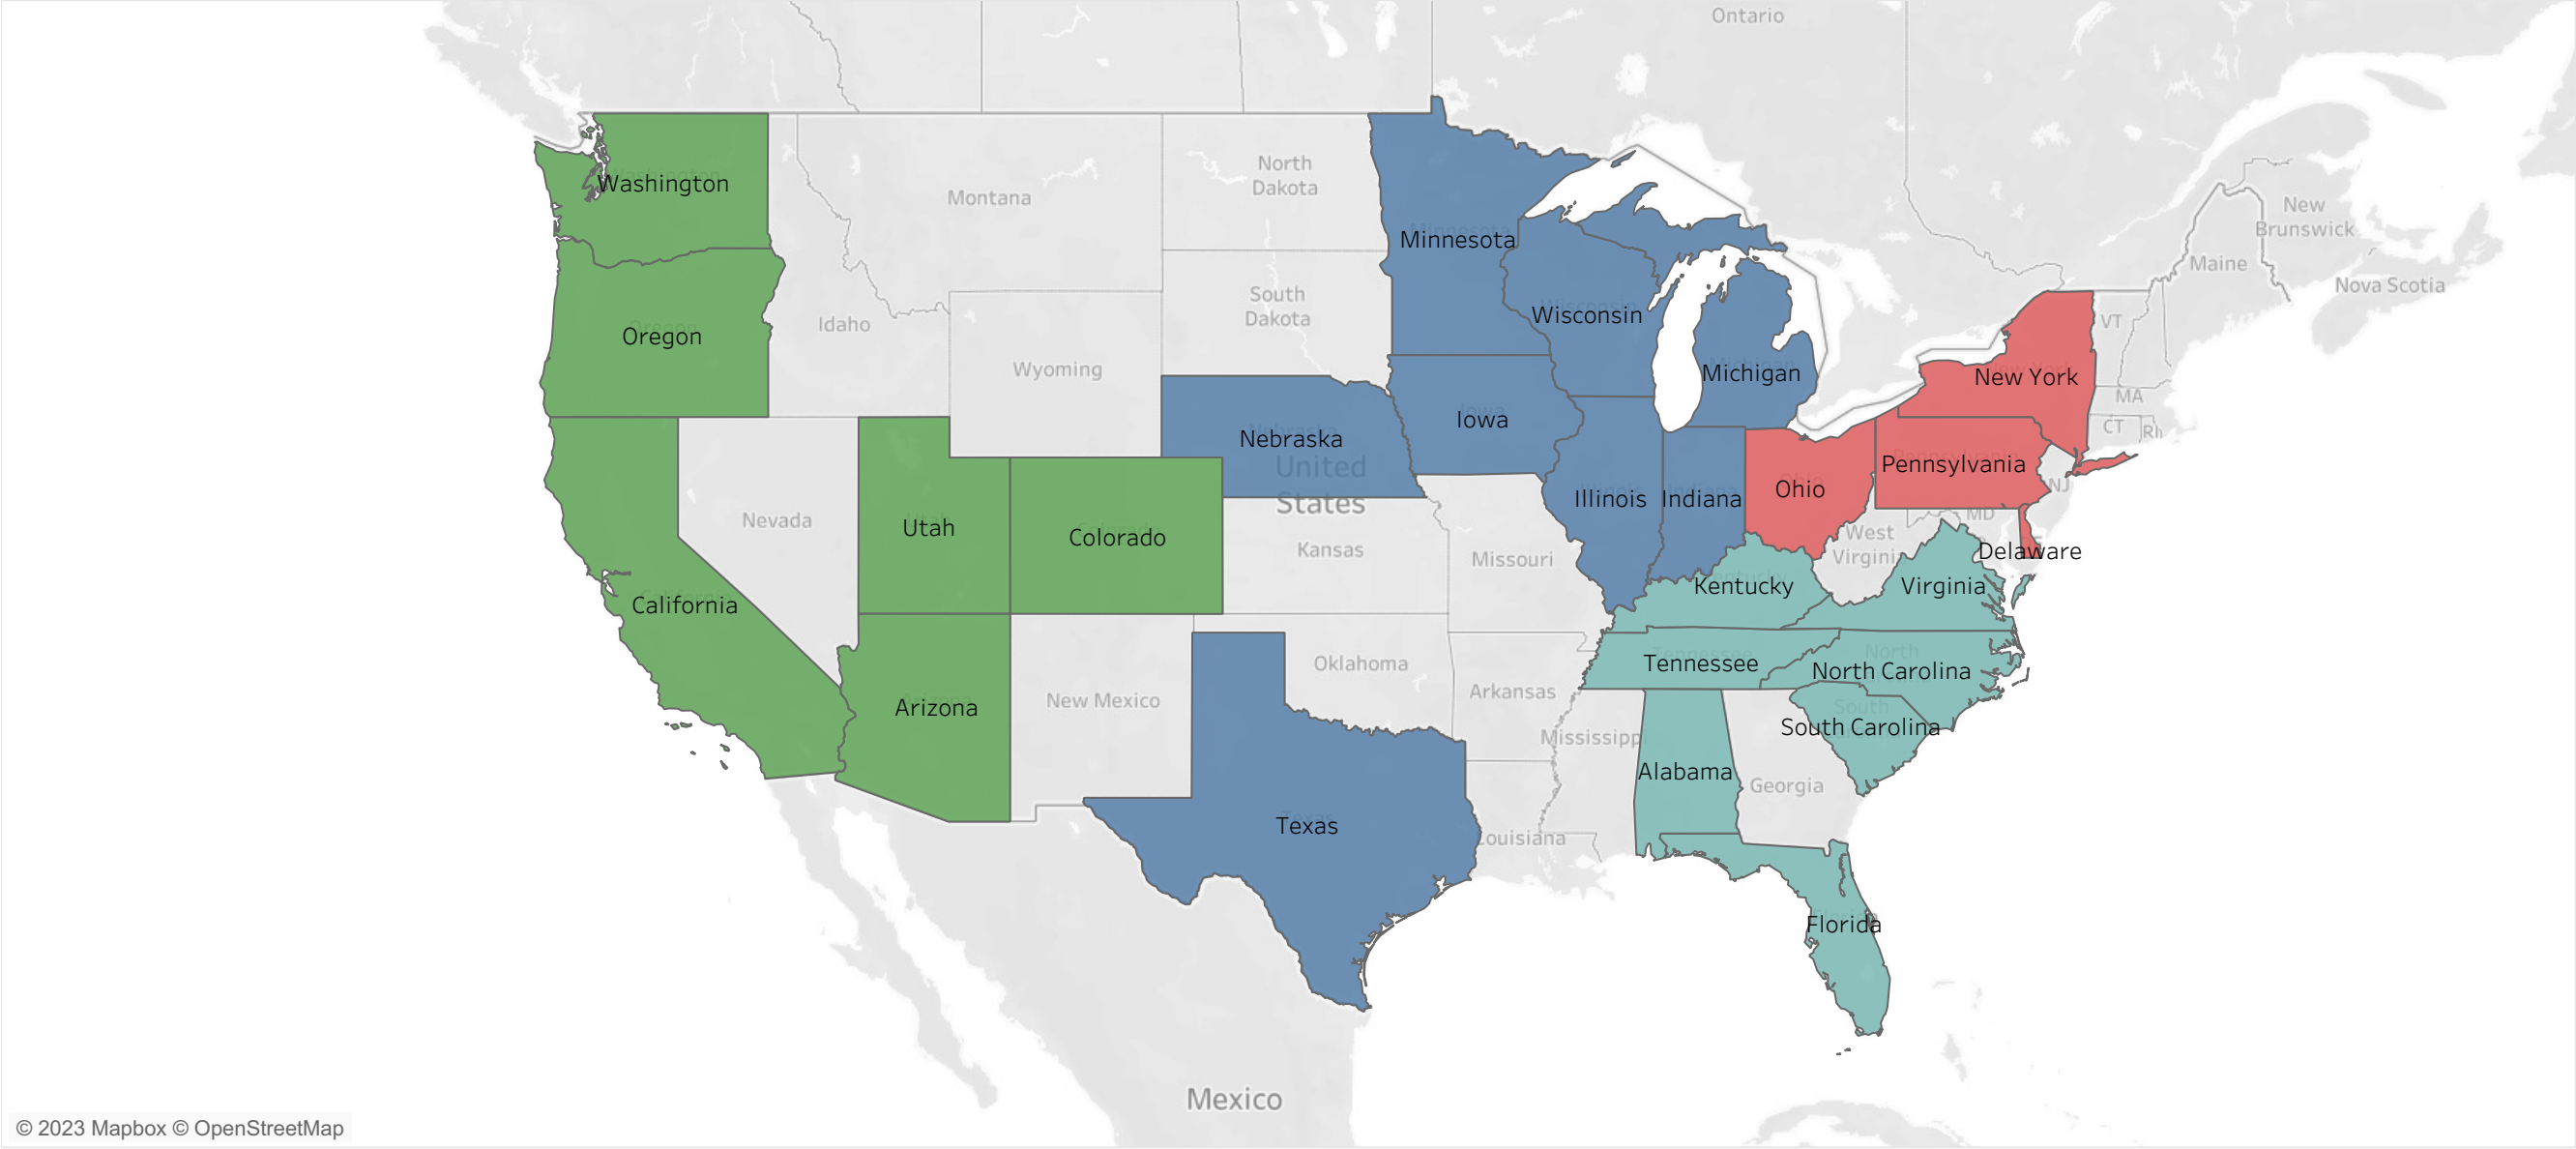 Ontario
North
Dakota
Montana
Washington
New
Brunswick
Minnesota
Maine
Nova Scotia
South
Dakota
Wisconsin
Idaho
Oregon
VT
Wyoming
Michigan
New York
MA
Iowa
CT
RI
Nebraska
United
States
Pennsylvania
NJ
Ohio
Illinois
Indiana
MD
Nevada
Utah
Colorado
Kansas
Missouri
West
Virginia
Delaware
Kentucky
Virginia
California
Oklahoma
Tennessee
North Carolina
Arkansas
New Mexico
Arizona
South Carolina
Mississippi
Alabama
Georgia
Texas
Louisiana
Florida
Mexico
© 2023 Mapbox © OpenStreetMap